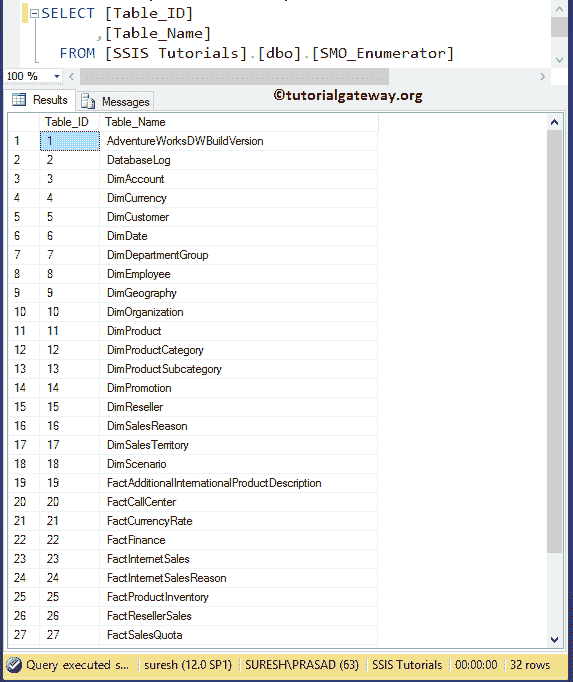 SELECT [Table_ID]
,[Table_Name]
FROM [SSIS Tutorials].[dbo].[SMO_Enumerator]
100 %
Results Messages
©tutorialgateway.org
Table_ID Table_Name
1 1 AdventureWorksDWBuildVersion
2 2 DatabaseLog
3 3 DimAccount
4 4 DimCurrency
5 5 DimCustomer
6 6 DimDate
7 7 DimDepartmentGroup
8 8 DimEmployee
9 9 DimGeography
10 10 DimOrganization
11 11 DimProduct
12 12 DimProductCategory
13 13 DimProductSubcategory
14 14 DimPromotion
15 15 DimReseller
16 16 DimSalesReason
17 17 DimSalesTerritory
18 18 DimScenario
19 19 FactAdditionalInternationalProductDescription
20 20 FactCallCenter
21 21 FactCurrencyRate
22 22 FactFinance
23 23 FactInternetSales
24 24 FactInternetSalesReason
25 25 FactProductInventory
26 26 FactResellerSales
27 27 FactSalesQuota
Query executed s... suresh (12.0 SP1) SURESH\PRASAD (63) SSIS Tutorials 00:00:00 32 rows